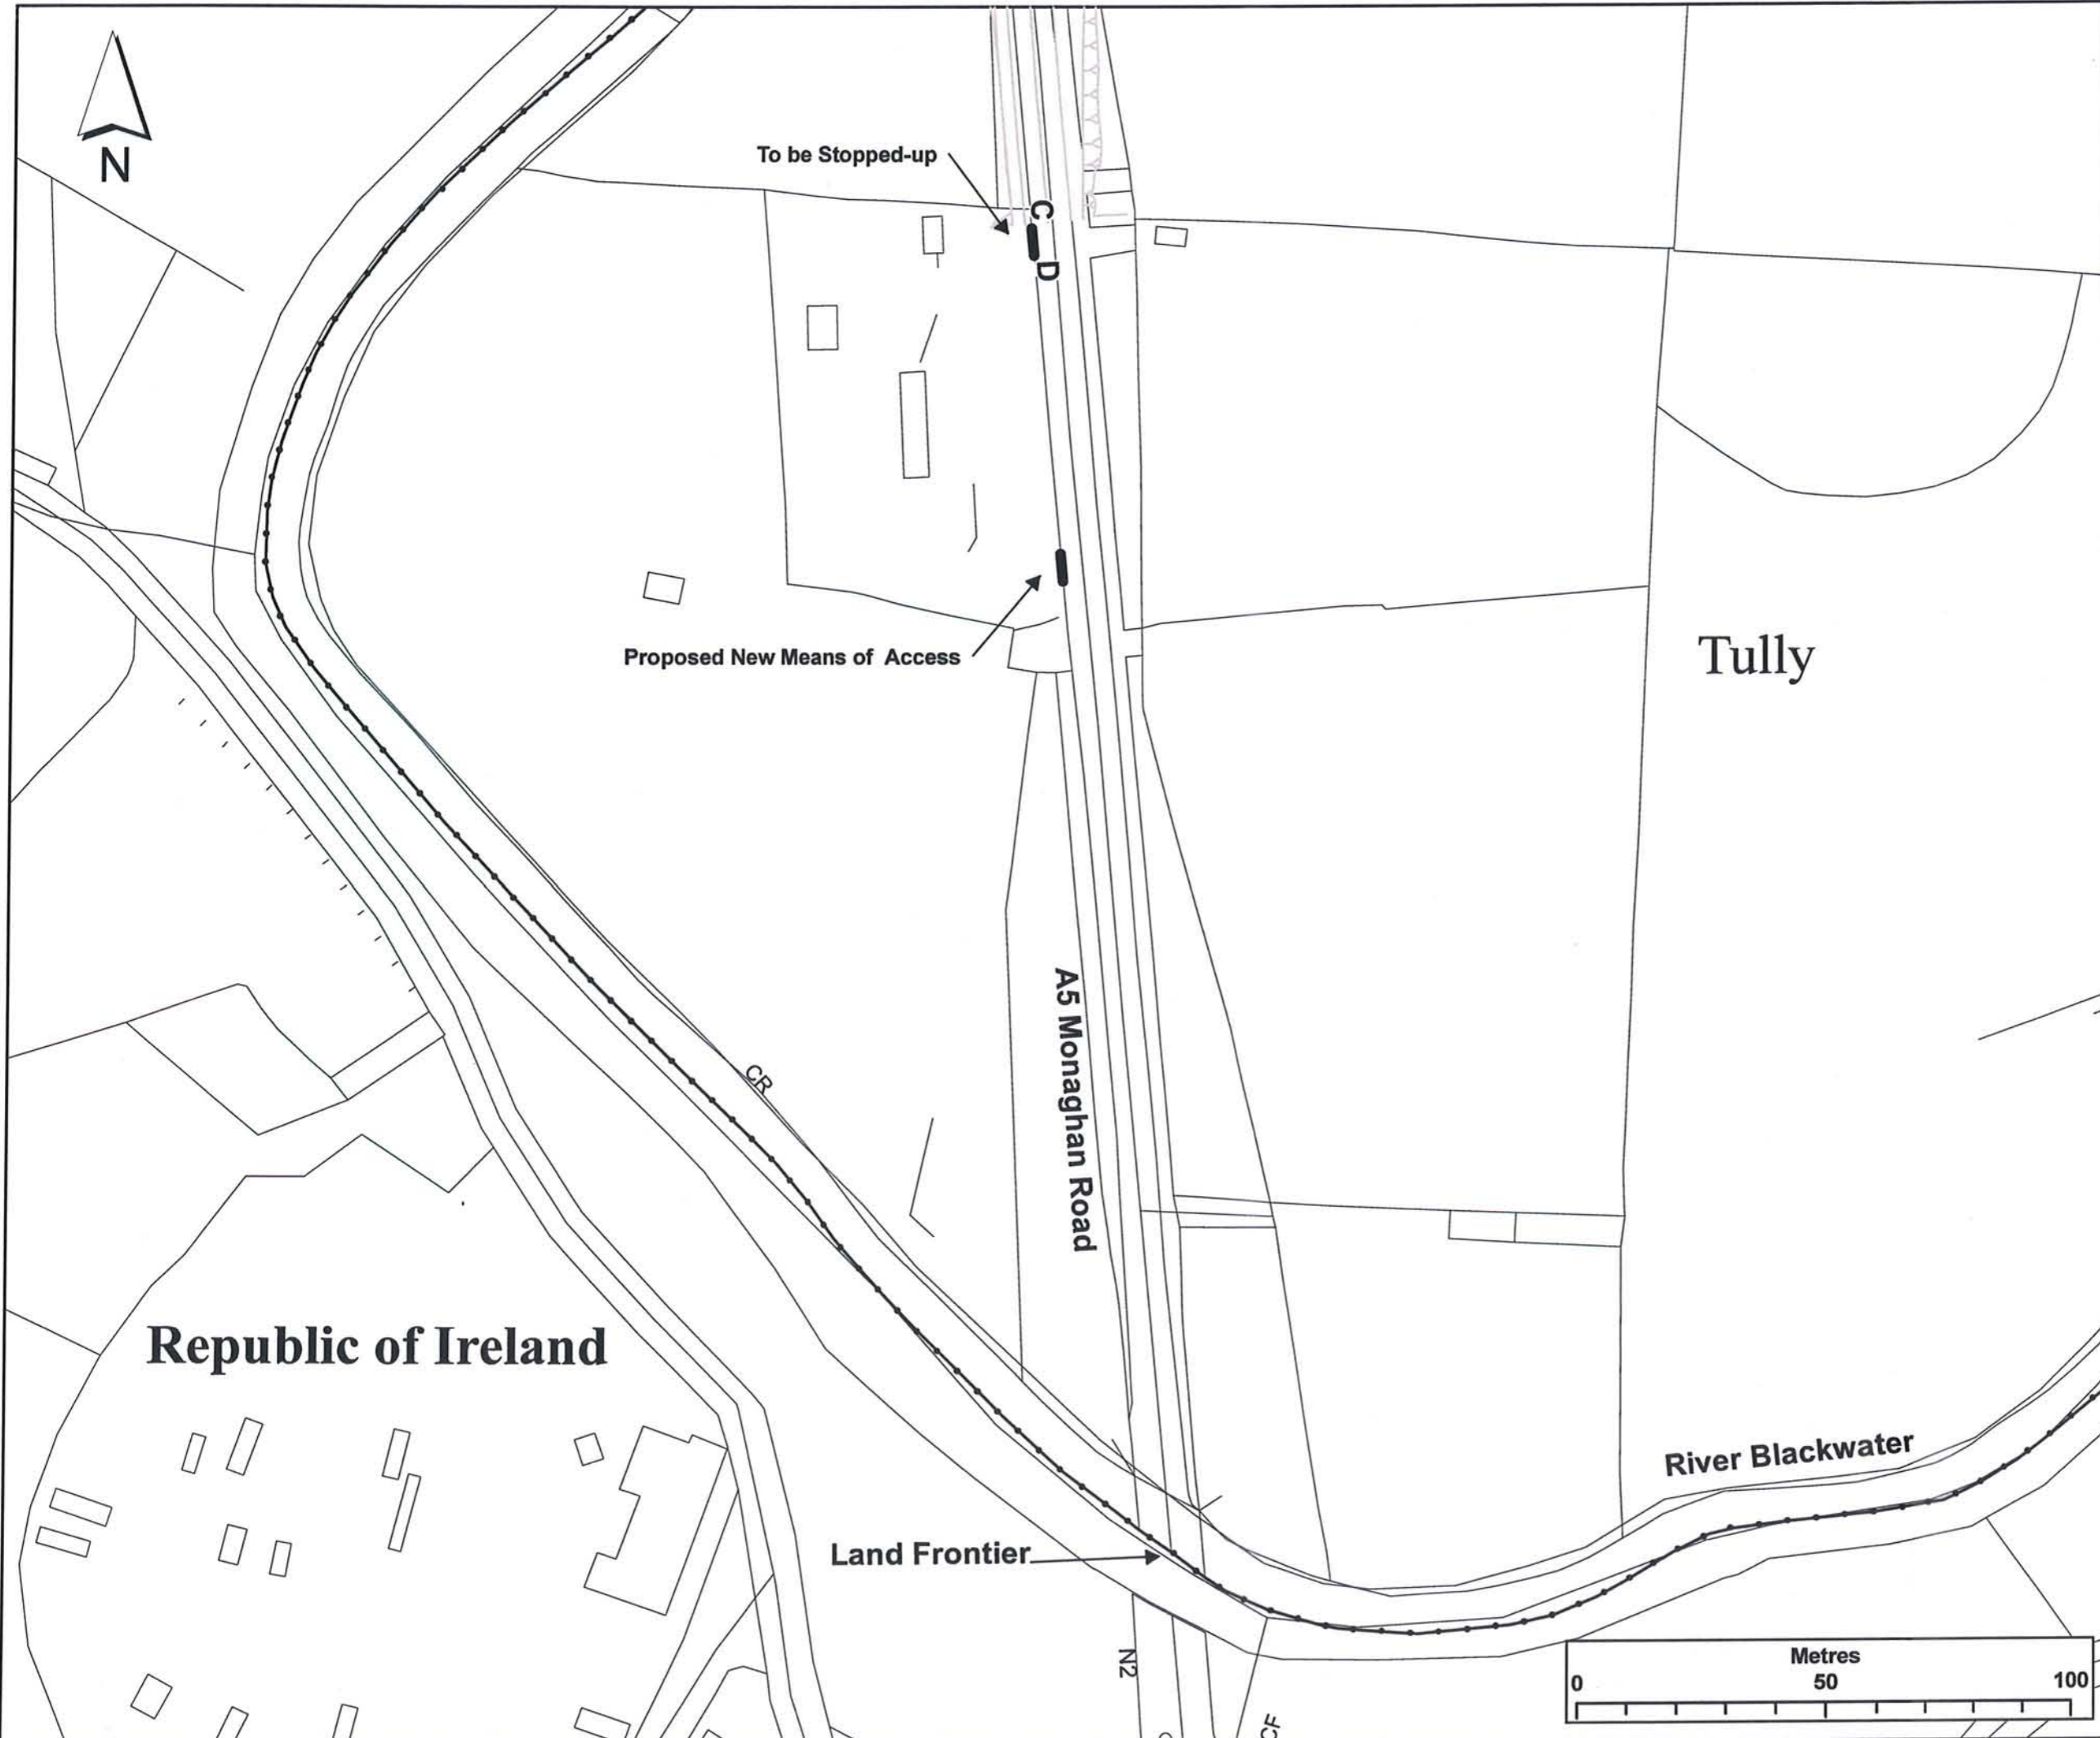 N
To be Stopped-up
C
D
Proposed New Means of Access
Tully
CR
A5 Monaghan Road
Republic of Ireland
River Blackwater
Land Frontier
N2
CF
Metres
0 50 100